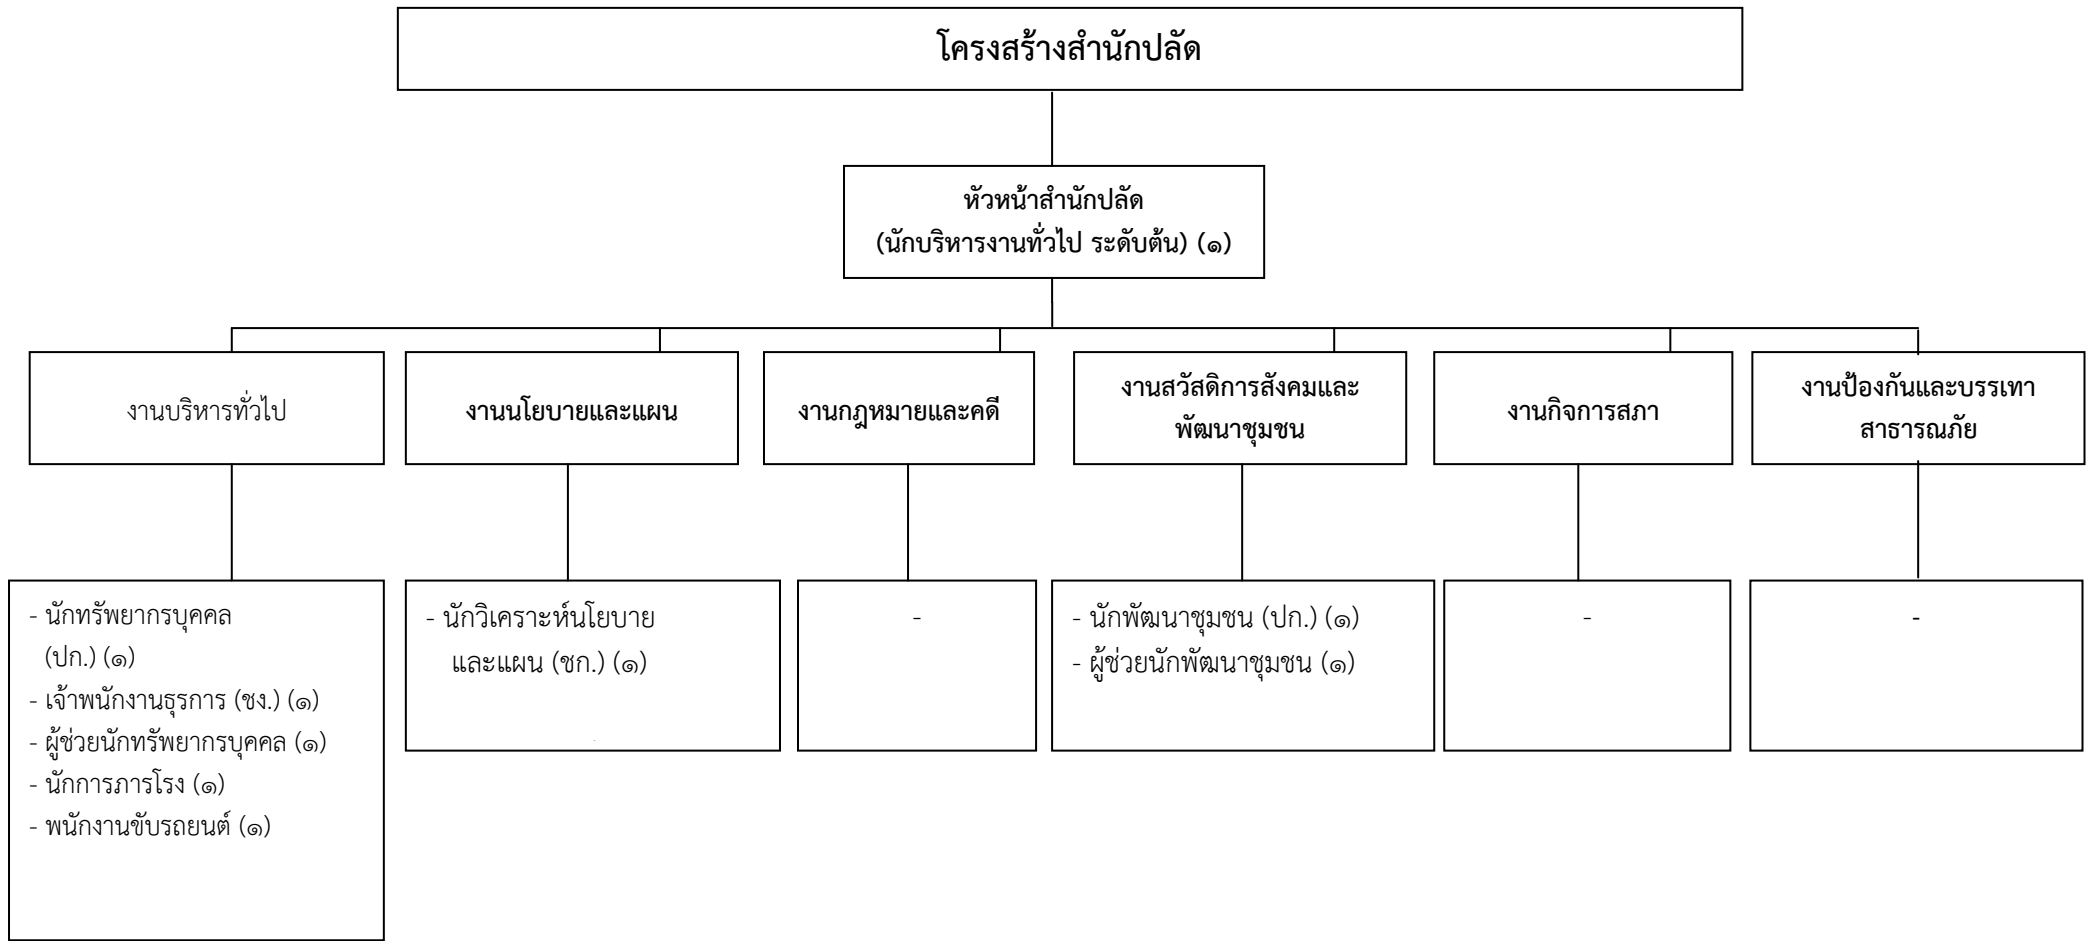 โครงสร้างสำนักปลัด
หัวหน้าสำนักปลัด
(นักบริหารงานทั่วไป ระดับต้น) (๑)
งานบริหารทั่วไป
งานนโยบายและแผน
งานกฎหมายและคดี
งานสวัสดิการสังคมและ
พัฒนาชุมชน
งานกิจการสภา
งานป้องกันและบรรเทา
สาธารณภัย
- นักทรัพยากรบุคคล
(ปก.) (๑)
- เจ้าพนักงานธุรการ (ชง.) (๑)
- ผู้ช่วยนักทรัพยากรบุคคล (๑)
- นักการภารโรง (๑)
- พนักงานขับรถยนต์ (๑)
- นักวิเคราะห์นโยบาย
และแผน (ชก.) (๑)
-
- นักพัฒนาชุมชน (ปก.) (๑)
- ผู้ช่วยนักพัฒนาชุมชน (๑)
-
-